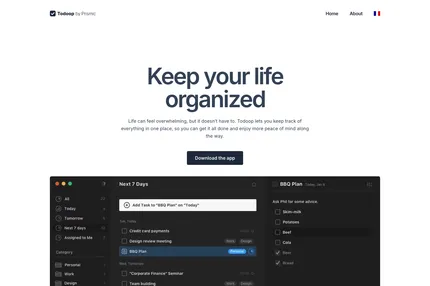 Todoop by Prismic
Home
About
Keep your life
organized
Life can feel overwhelming, but it doesn't have to. Todoop lets you keep track of
everything in one place, so you can get it all done and enjoy more peace of mind along
the way.
Download the app
All
Today
Tomorrow
Next 7 days
Assigned to Me
Category
Personal
Work
Design
Next 7 Days
Add Task to "BBQ Plan" on "Today"
Credit card payments
Design review meeting
BBQ Plan
"Corporate Finance" Seminar
Team building
BBQ Plan
Ask Phil for some advice.
Skim milk
Potatoes
Beef
Cola
Beer
Bread